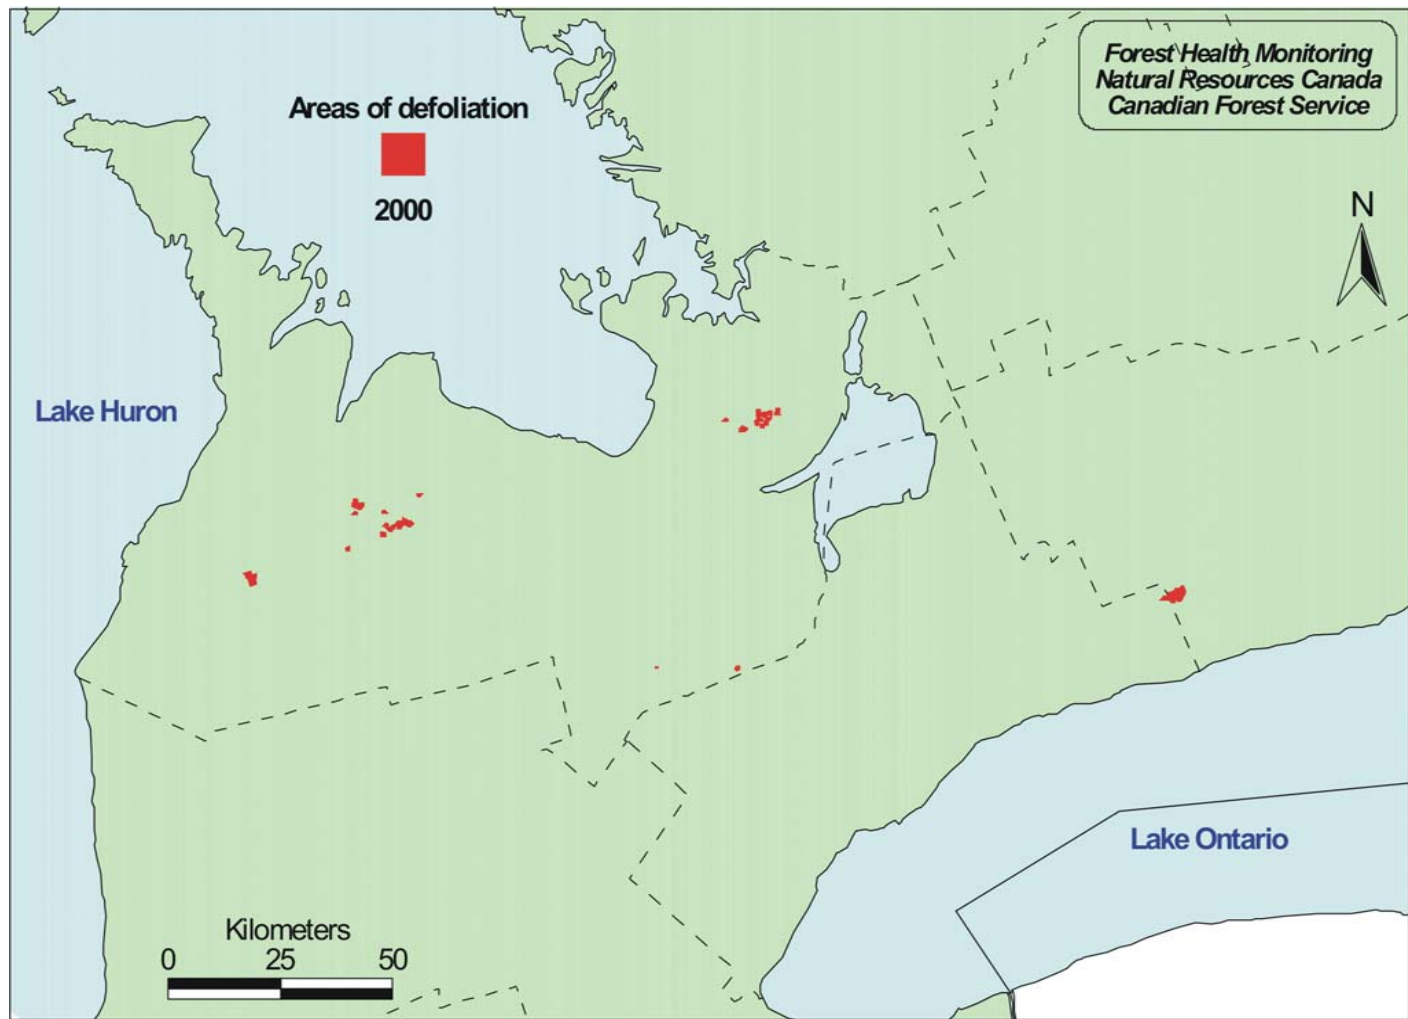 Forest Health Monitoring
Natural Resources Canada
Canadian Forest Service
Areas of defoliation
2000
N
Lake Huron
Lake Ontario
Kilometers
0 25 50